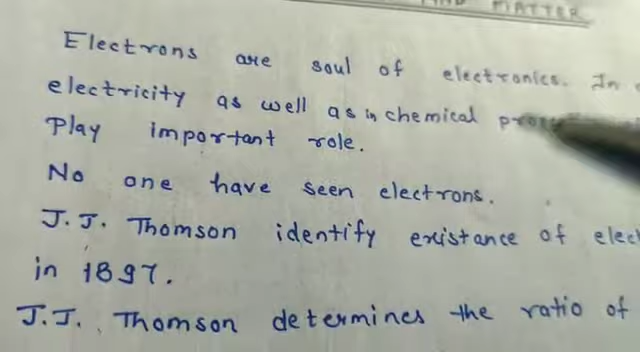 MATTER
Electrons are soul of electronics. In
electricity as well as in chemical
Play important role.
No one have seen electrons.
J.J. Thomson identify existance of
in 1897.
J.J. Thomson determines the ratio of